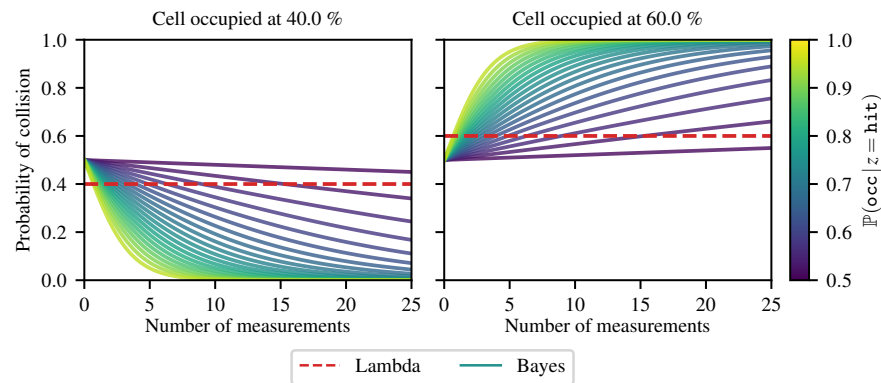 Cell occupied at 40.0 %
Cell occupied at 60.0 %
Probability of collision
1.0
0.8
0.6
0.4
0.2
0.0
0 5 10 15 20 25
Number of measurements
0 5 10 15 20 25
Number of measurements
1.0
0.9
0.8
0.7
0.6
0.5
ℙ(occ|z = hit)
Lambda
Bayes